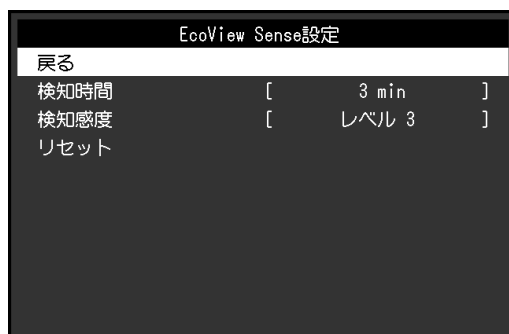 EcoView Sense設定
戻る
検知時間 [ 3 min ]
検知感度 [ レベル 3 ]
リセット